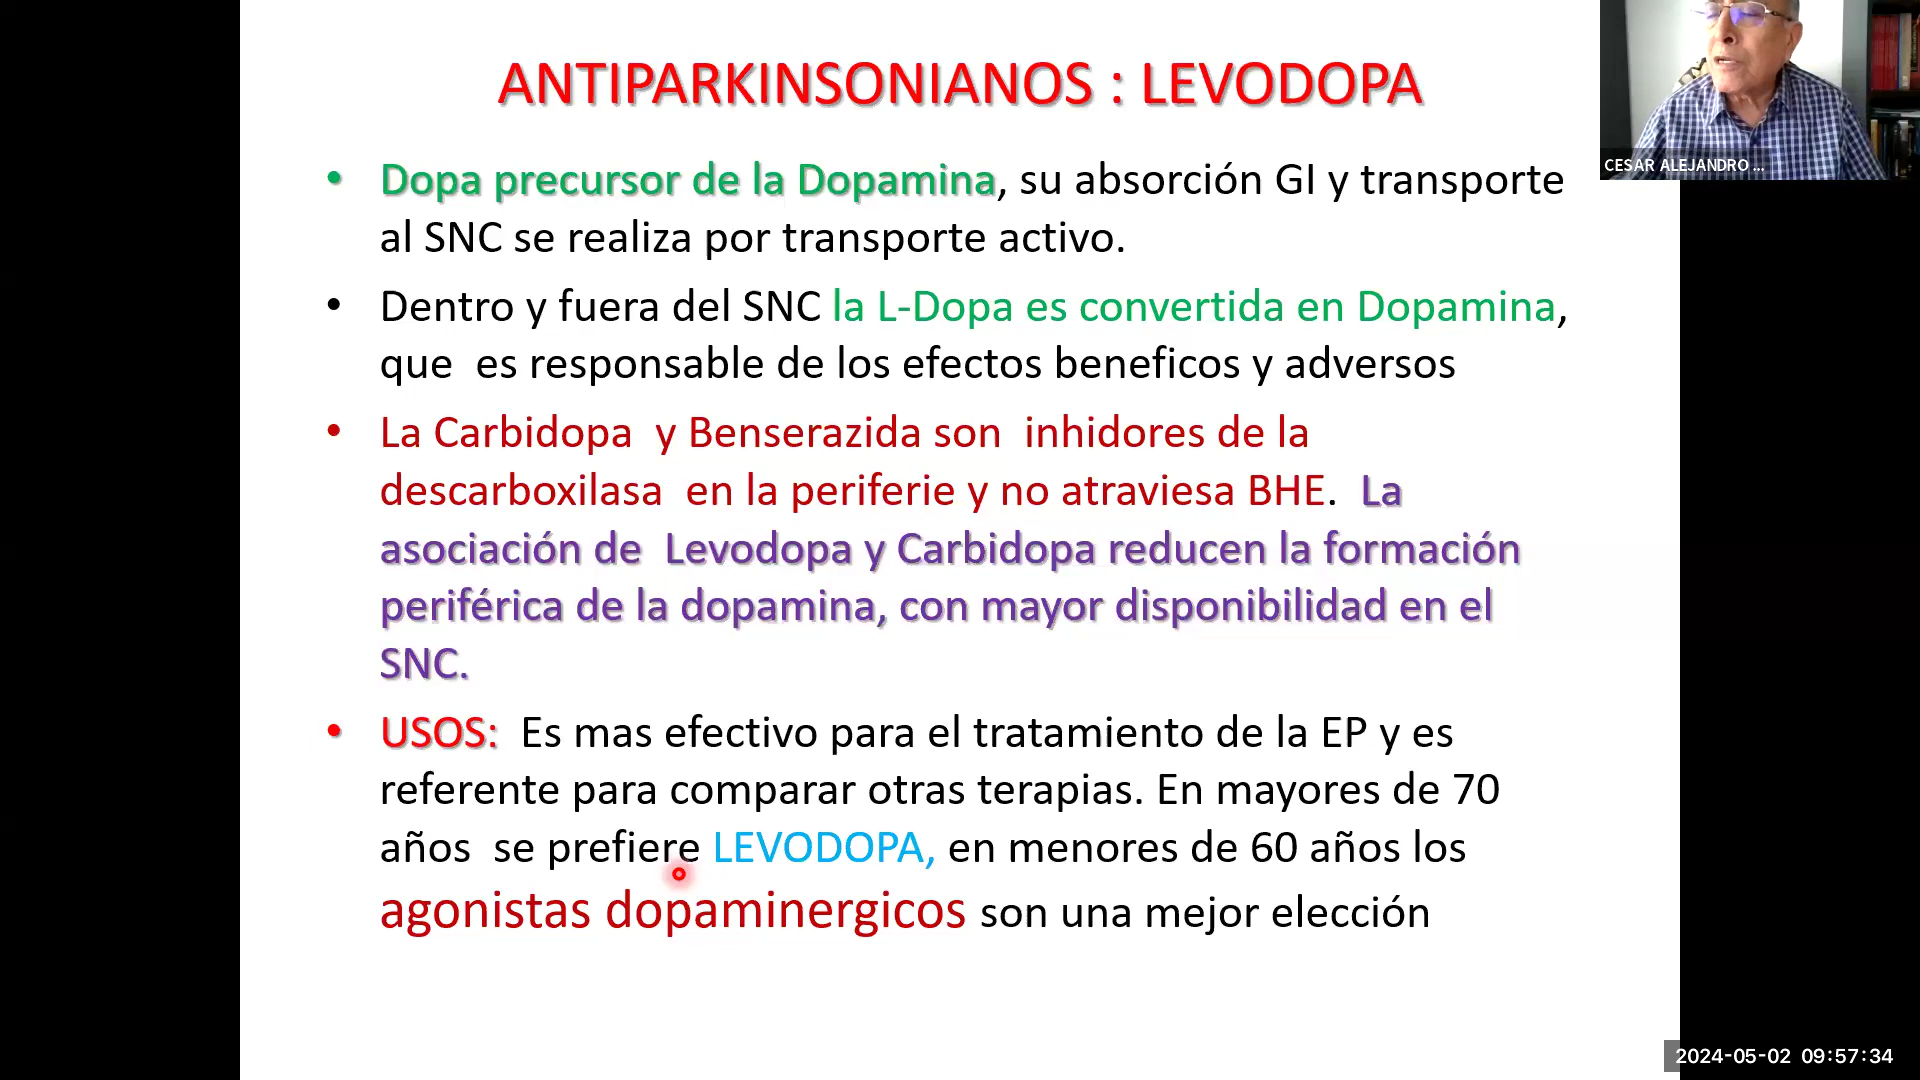 ANTIPARKINSONIANOS : LEVODOPA
CESAR ALEJANDRO ...
• Dopa precursor de la Dopamina, su absorción GI y transporte
al SNC se realiza por transporte activo.
• Dentro y fuera del SNC la L-Dopa es convertida en Dopamina,
que es responsable de los efectos beneficos y adversos
• La Carbidopa y Benserazida son inhidores de la
descarboxilasa en la periferie y no atraviesa BHE. La
asociación de Levodopa y Carbidopa reducen la formación
periférica de la dopamina, con mayor disponibilidad en el
SNC.
• USOS: Es mas efectivo para el tratamiento de la EP y es
referente para comparar otras terapias. En mayores de 70
años se prefiere LEVODOPA, en menores de 60 años los
agonistas dopaminergicos son una mejor elección
2024-05-02 09:57:34